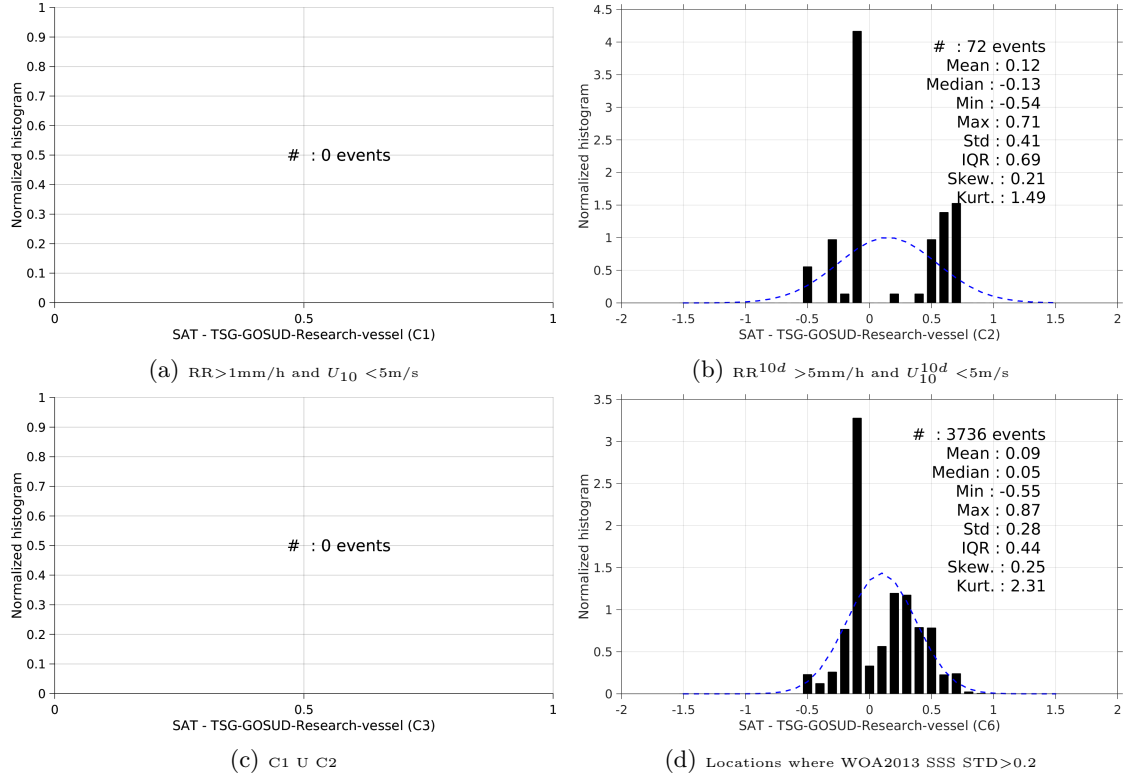 1
0.9
0.8
0.7
0.6
0.5
0.4
0.3
0.2
0.1
0
Normalized histogram
# : 0 events
0 0.5 1
SAT - TSG-GOSUD-Research-vessel (C1)
(a) RR>1mm/h and U10 <5m/s
4.5
4
3.5
3
2.5
2
1.5
1
0.5
0
Normalized histogram
# : 72 events
Mean : 0.12
Median : -0.13
Min : -0.54
Max : 0.71
Std : 0.41
IQR : 0.69
Skew. : 0.21
Kurt. : 1.49
-2 -1.5 -1 -0.5 0 0.5 1 1.5 2
SAT - TSG-GOSUD-Research-vessel (C2)
(b) RR10d >5mm/h and U10d10 <5m/s
1
0.9
0.8
0.7
0.6
0.5
0.4
0.3
0.2
0.1
0
Normalized histogram
# : 0 events
0 0.5 1
SAT - TSG-GOSUD-Research-vessel (C3)
(c) C1 U C2
3.5
3
2.5
2
1.5
1
0.5
0
Normalized histogram
# : 3736 events
Mean : 0.09
Median : 0.05
Min : -0.55
Max : 0.87
Std : 0.28
IQR : 0.44
Skew. : 0.25
Kurt. : 2.31
-2 -1.5 -1 -0.5 0 0.5 1 1.5 2
SAT - TSG-GOSUD-Research-vessel (C6)
(d) Locations where WOA2013 SSS STD>0.2